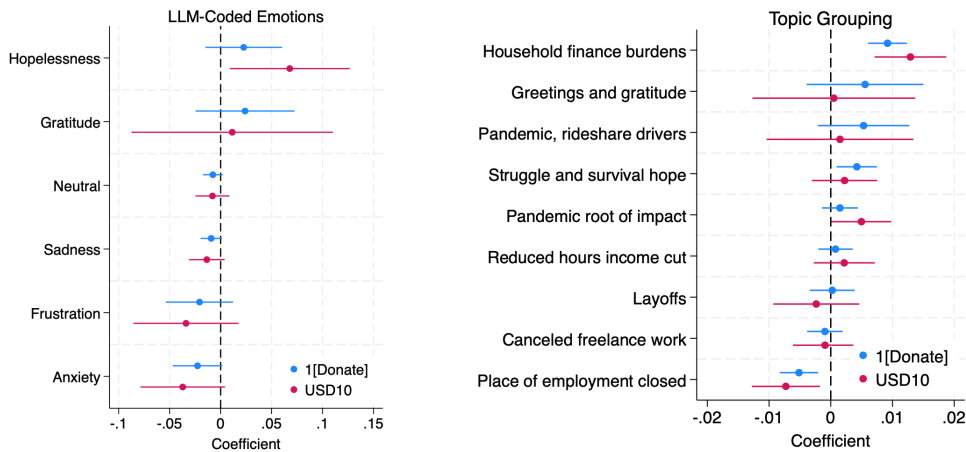 LLM-Coded Emotions
Hopelessness
Gratitude
Neutral
Sadness
Frustration
Anxiety
1[Donate]
USD10
-.1 -.05 0 .05 .1 .15
Coefficient
Topic Grouping
Household finance burdens
Greetings and gratitude
Pandemic, rideshare drivers
Struggle and survival hope
Pandemic root of impact
Reduced hours income cut
Layoffs
Canceled freelance work
Place of employment closed
1[Donate]
USD10
-.02 -.01 0 .01 .02
Coefficient